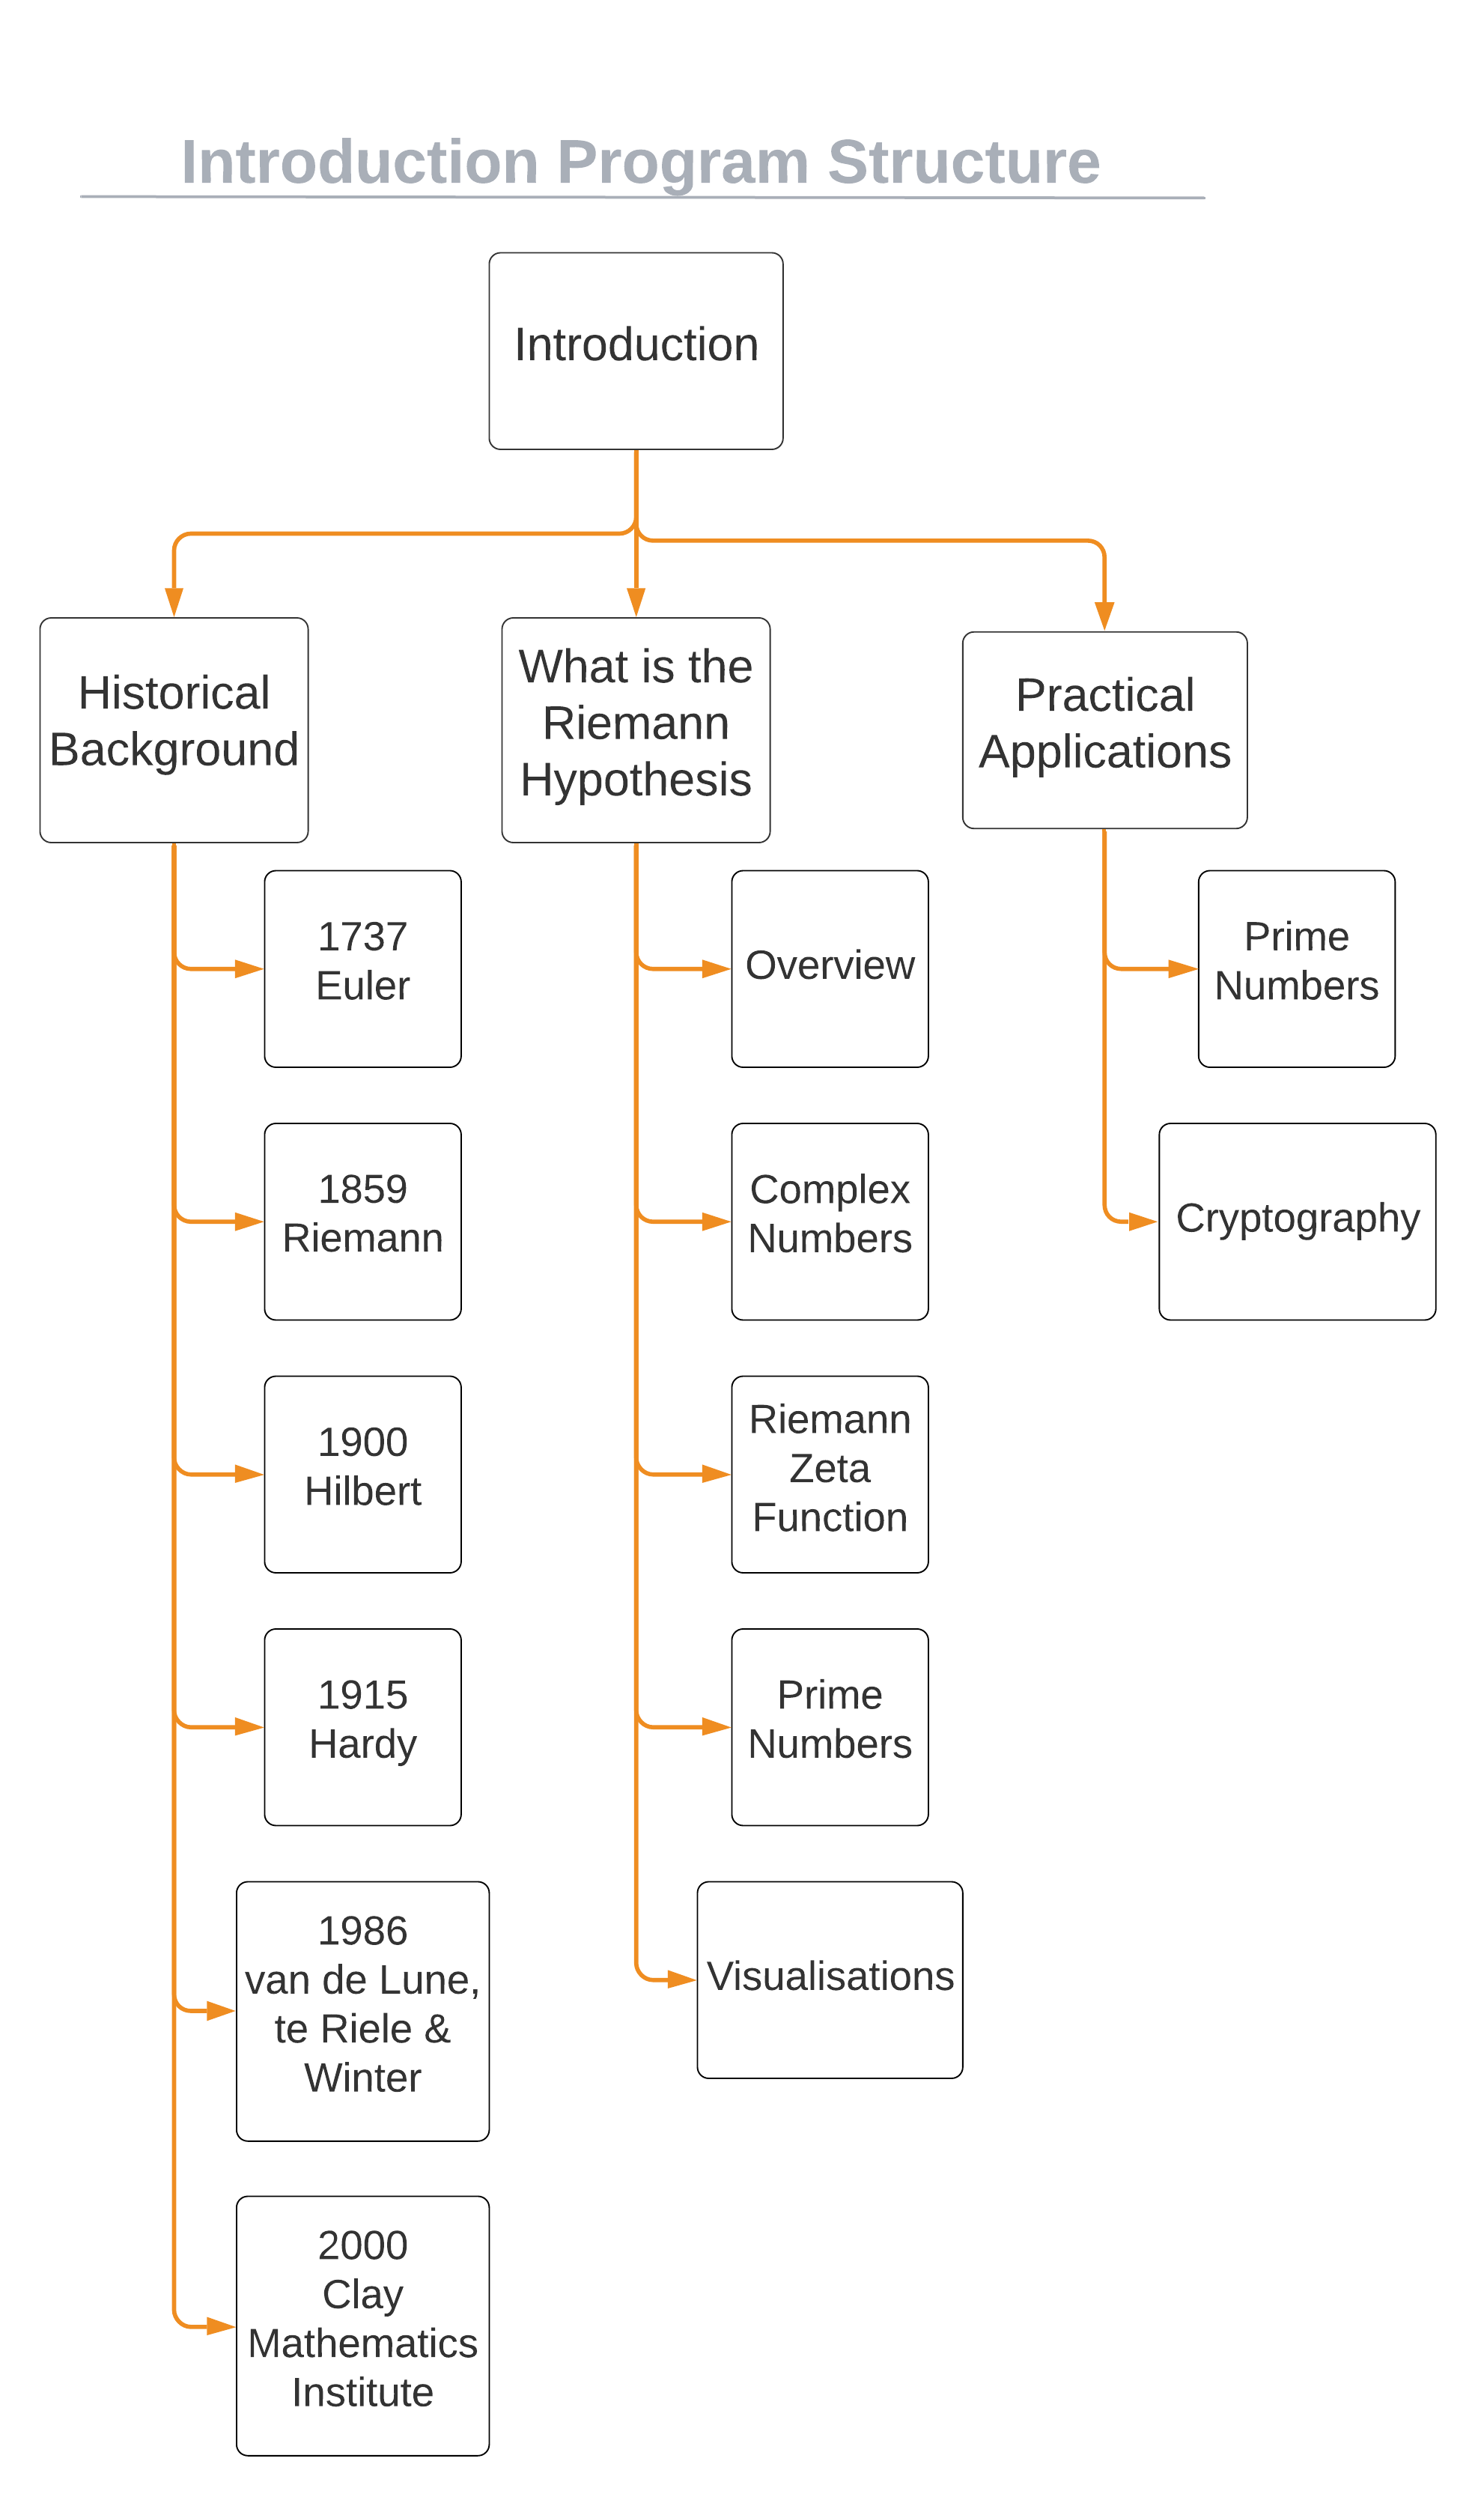 Introduction Program Structure
Introduction
Historical
Background
What is the
Riemann
Hypothesis
Practical
Applications
1737
Euler
1859
Riemann
1900
Hilbert
1915
Hardy
1986
van de Lune,
te Riele &
Winter
2000
Clay
Mathematics
Institute
Overview
Complex
Numbers
Riemann
Zeta
Function
Prime
Numbers
Visualisations
Prime
Numbers
Cryptography